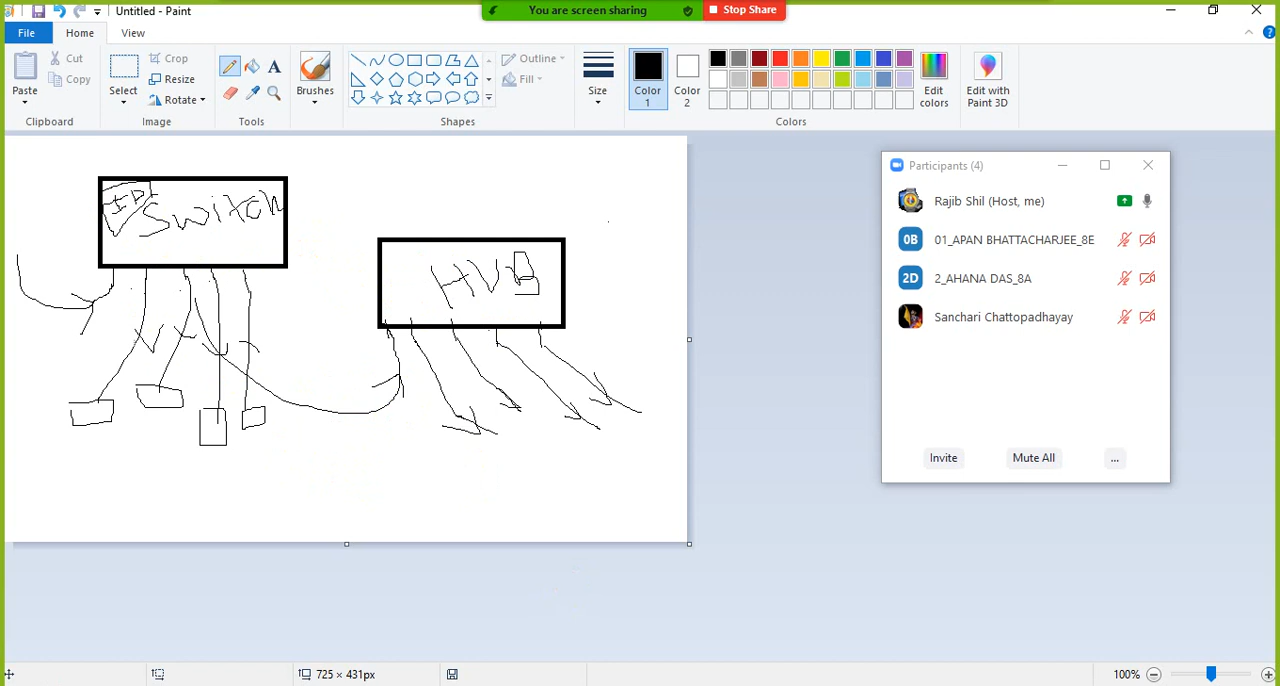 Untitled - Paint
You are screen sharing
Stop Share
File
Home
View
Paste
Cut
Copy
Clipboard
Select
Crop
Resize
Rotate
Image
Tools
Brushes
Shapes
Outline
Fill
Size
Color
1
Color
2
Edit
colors
Colors
Edit with
Paint 3D
ID
Switch
HUB
Participants (4)
Rajib Shil (Host, me)
0B 01_APAN BHATTACHARJEE_8E
2D 2_AHANA DAS_8A
Sanchari Chattopadhayay
Invite
Mute All
...
725 × 431px
100%